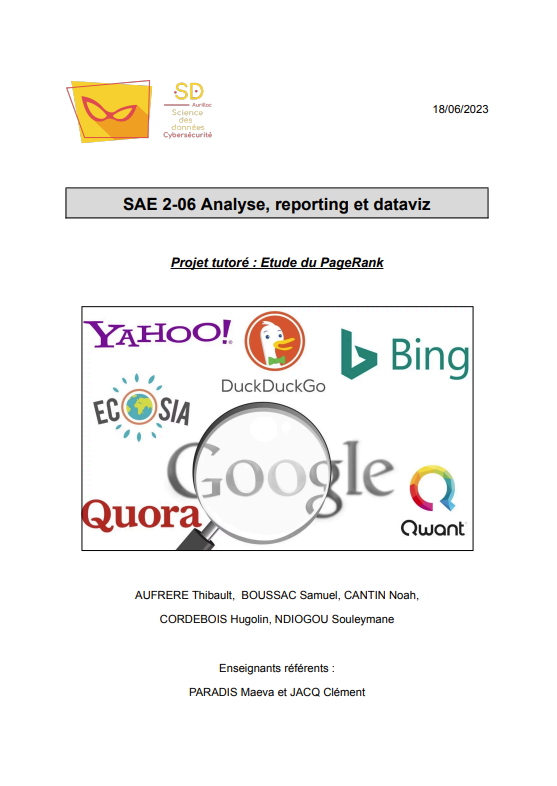 SD
Aurillac
Science
des
données
Cybersécurité
18/06/2023
SAE 2-06 Analyse, reporting et dataviz
Projet tutoré : Etude du PageRank
YAHOO!
DuckDuckGo
Bing
ECOSIA
Google
Quora
Qwant
AUFRERE Thibault, BOUSSAC Samuel, CANTIN Noah,
CORDEBOIS Hugolin, NDIOGOU Souleymane
Enseignants référents :
PARADIS Maeva et JACQ Clément